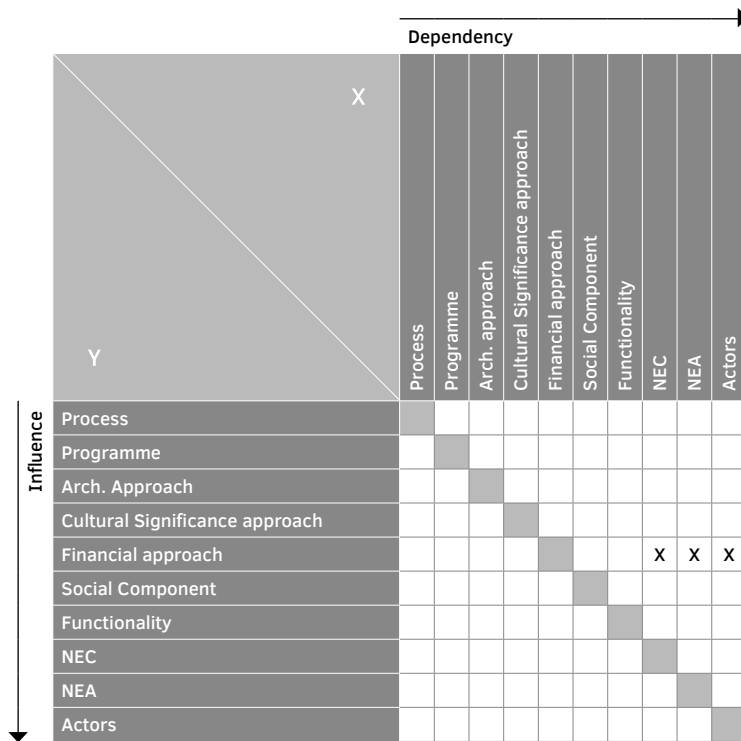 Dependency
X
Y
Process
Programme
Arch. approach
Cultural Significance approach
Financial approach
Social Component
Functionality
NEC
NEA
Actors
Influence
Process
Programme
Arch. Approach
Cultural Significance approach
Financial approach X X X
Social Component
Functionality
NEC
NEA
Actors